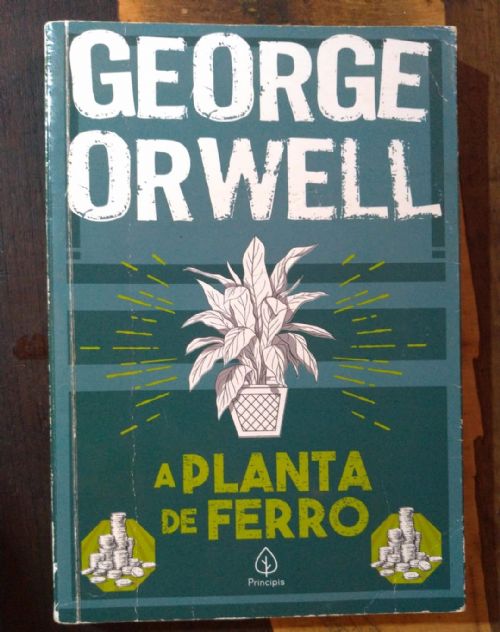 GEORGE
ORWELL
A PLANTA
DE FERRO
Principis